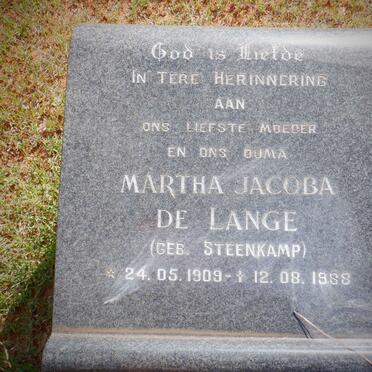 God is Liefde
IN TERE HERINNERING
AAN
ONS LIEFSTE MOEDER
EN ONS OUMA
MARTHA JACOBA
DE LANGE
(GEB. STEENKAMP)
* 24.05.1909 - ✝ 12.08.1988